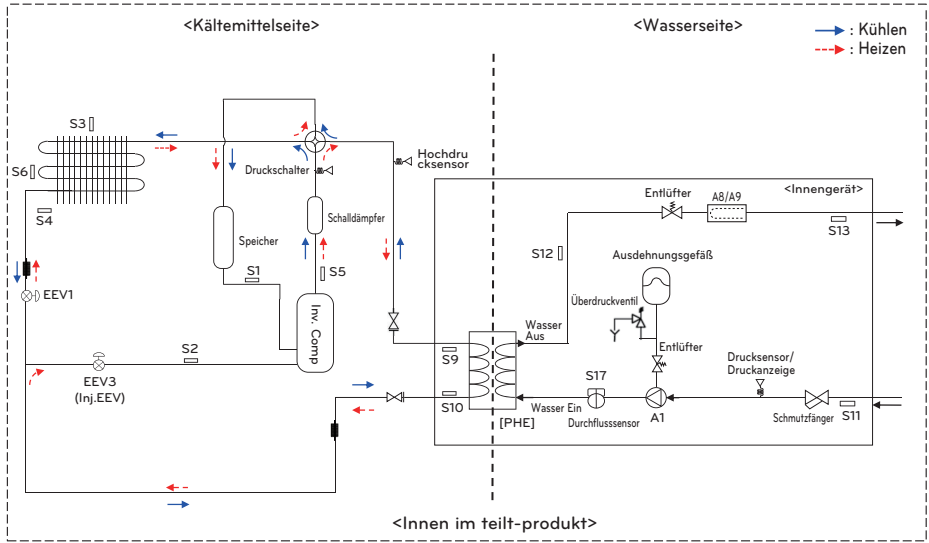 <Kältemittelseite>
<Wasserseite>
: Kühlen
: Heizen
S3
S6
S4
Druckschalter
Hochdru
cksensor
<Innengerät>
Entlüfter
A8/A9
S13
Schalldämpfer
Speicher
S12
Ausdehnungsgefäß
S1
S5
EEV1
Überdruckventil
Inv. Comp
Wasser
Aus
S2
S9
Entlüfter
EEV3
(Inj.EEV)
S17
Drucksensor/
Druckanzeige
S10
Wasser Ein
A1
S11
[PHE]
Durchflusssensor
Schmutzfänger
<Innen im teilt-produkt>